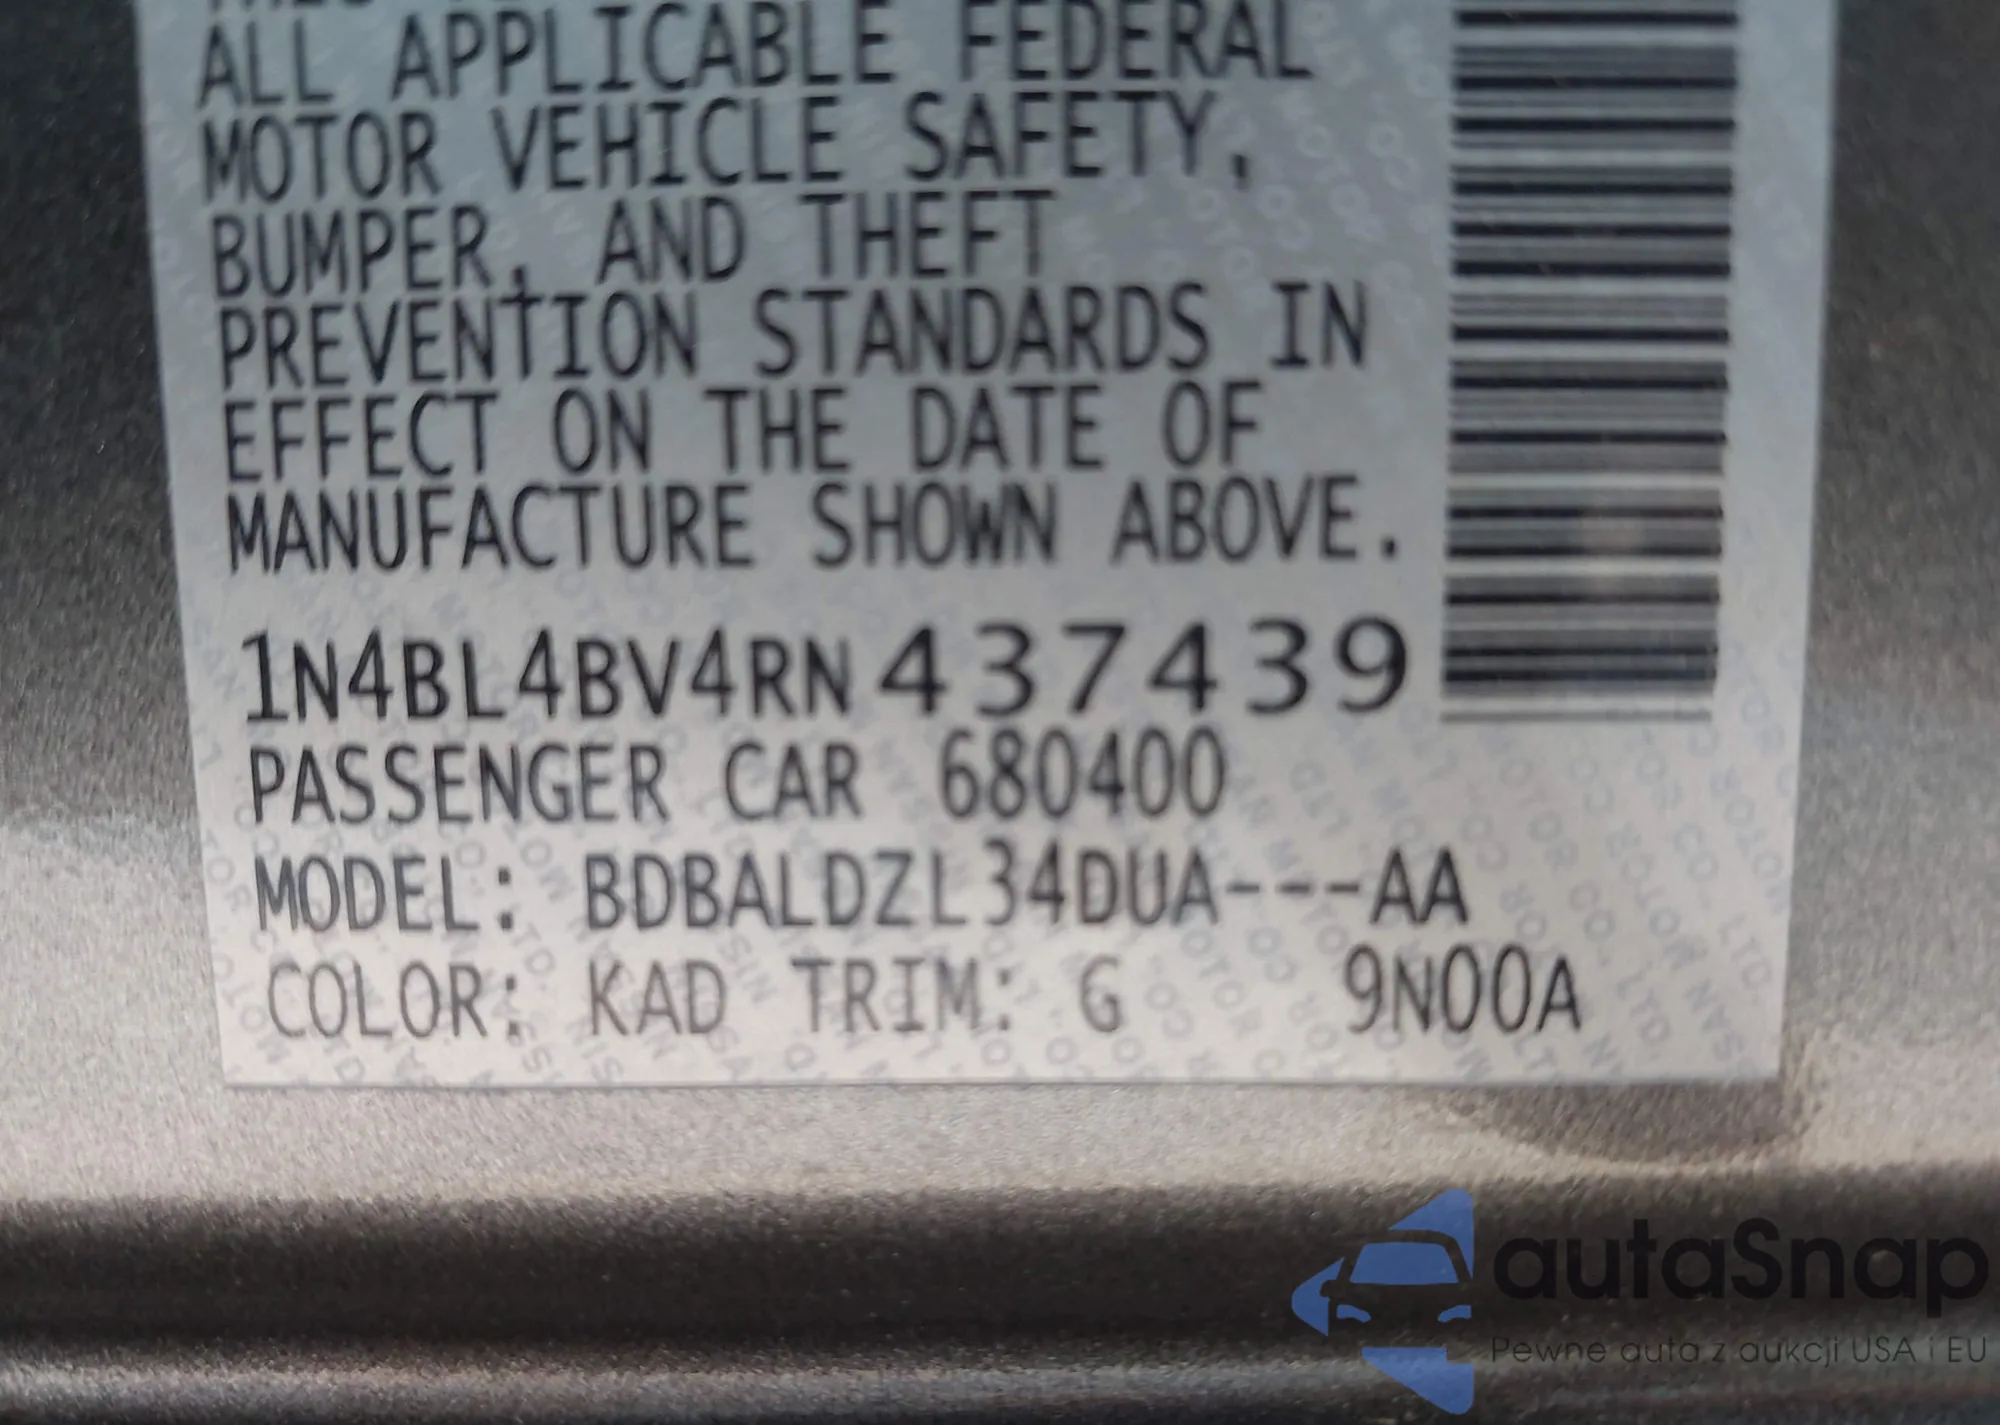 ALL APPLICABLE FEDERAL
MOTOR VEHICLE SAFETY,
BUMPER, AND THEFT
PREVENTION STANDARDS IN
EFFECT ON THE DATE OF
MANUFACTURE SHOWN ABOVE.
1N4BL4BV4RN437439
PASSENGER CAR 680400
MODEL: BDBALDZL34DUA---AA
COLOR: KAD TRIM: G 9N00A
autaSnap
Pewne auta z aukcji USA i EU